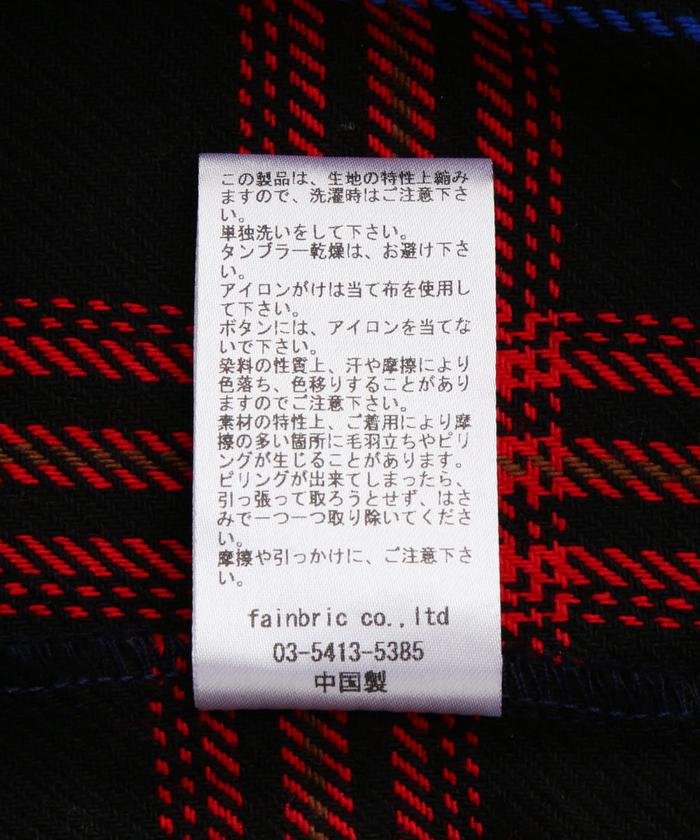 この製品は、生地の特性上縮み
ますので、洗濯時はご注意下さ
い。
単独洗いをして下さい。
タンブラー乾燥は、お避け下さ
い。
アイロンがけは当て布を使用し
て下さい。
ボタンには、アイロンを当てな
いで下さい。
染料の性質上、汗や摩擦により
色落ち、色移りすることがあり
ますのでご注意下さい。
素材の特性上、ご着用により摩
擦の多い箇所に毛羽立ちやピリ
ングが生じることがあります。
ピリングが出来てしまったら、
引っ張って取ろうとせず、はさ
みで一つ一つ取り除いてくださ
い。
摩擦や引っかけに、ご注意下さ
い。
fainbric co.,ltd
03-5413-5385
中国製